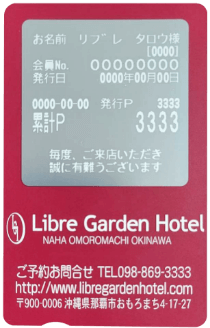 お名前 リブレ タロウ様
[0000]
会員No. 00000000
発行日 0000年00月00日
0000-00-00 発行P 3333
累計P 3333
毎度、ご来店いただき
誠に有難うございます
Libre Garden Hotel
NAHA OMOROMACHI OKINAWA
ご予約お問合せ TEL098-869-3333
http://www.libregardenhotel.com
〒900-0006 沖縄県那覇市おもろまち4-17-27